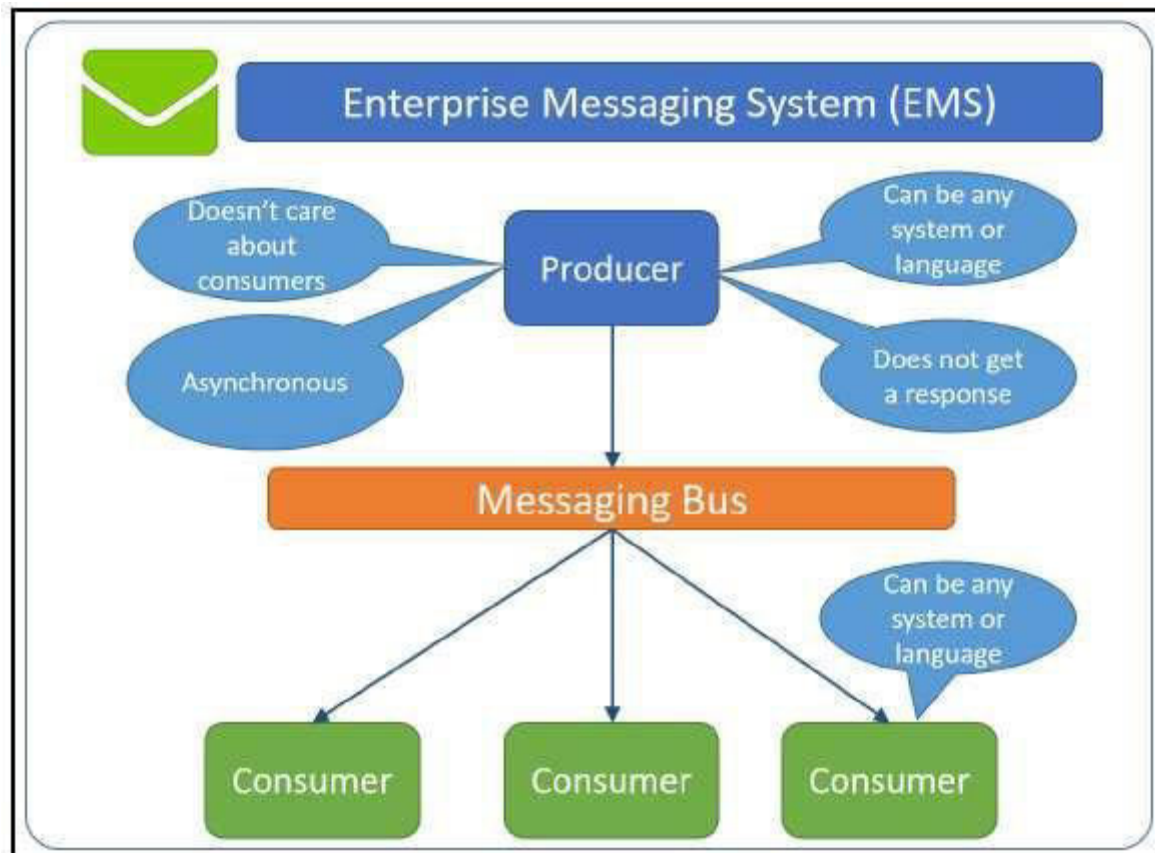 Enterprise Messaging System (EMS)
Doesn't care
about
consumers
Producer
Can be any
system or
language
Asynchronous
Does not get
a response
Messaging Bus
Can be any
system or
language
Consumer
Consumer
Consumer